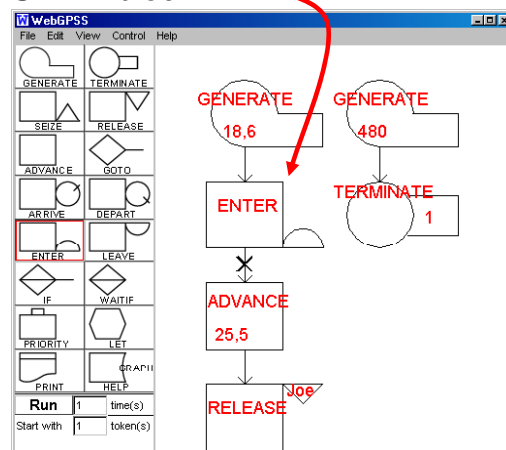 WebGPSS
File Edit View Control Help
GENERATE TERMINATE
SEIZE RELEASE
ADVANCE GOTO
ARRIVE DEPART
ENTER LEAVE
IF WAITIF
PRIORITY LET
GRAPH
PRINT HELP
Run 1 time(s)
Start with 1 token(s)
GENERATE
18,6
GENERATE
480
ENTER
TERMINATE
1
ADVANCE
25,5
RELEASE
Joe